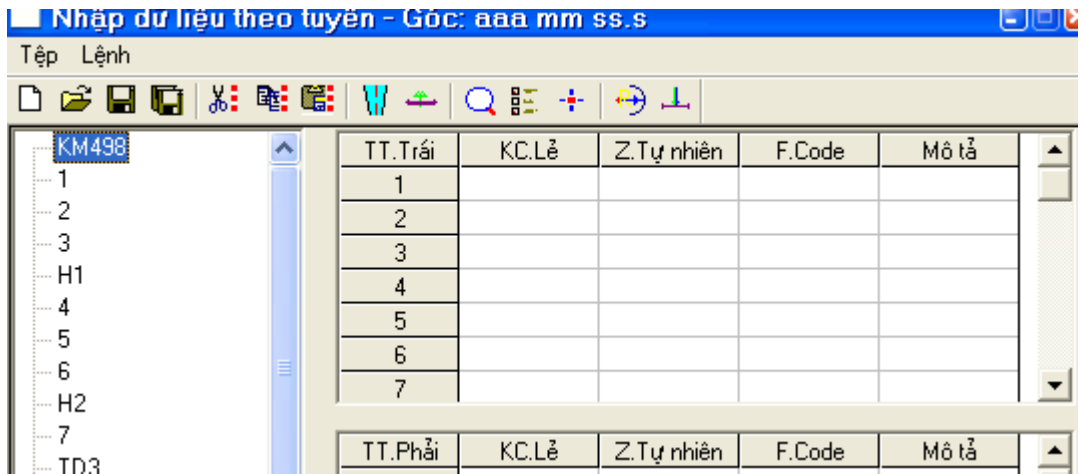 Nhập dữ liệu theo tuyến - Góc: aaa mm ss.s
Tệp Lệnh
KM498
1
2
3
H1
4
5
6
H2
7
TD3
TT.Trái KC.Lẻ Z.Tự nhiên F.Code Mô tả
1
2
3
4
5
6
7
TT.Phải KC.Lẻ Z.Tự nhiên F.Code Mô tả